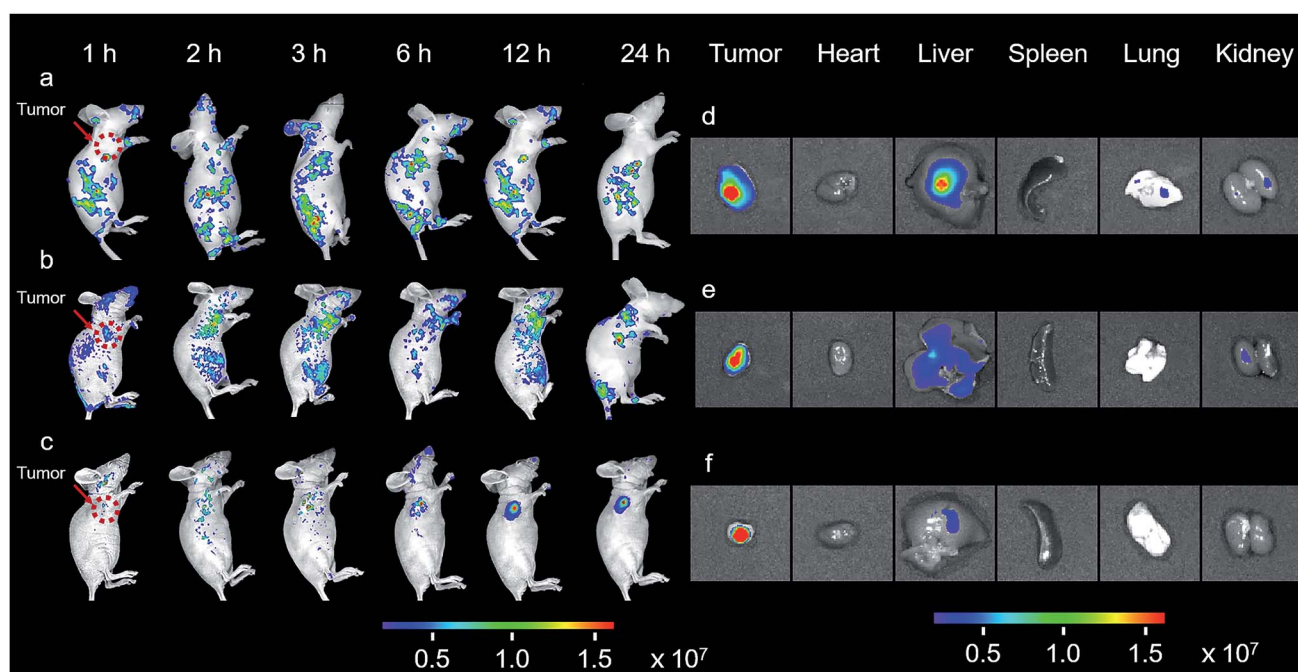 1 h 2 h 3 h 6 h 12 h 24 h Tumor Heart Liver Spleen Lung Kidney
a
Tumor
d
b
Tumor
e
c
Tumor
f
0.5 1.0 1.5 x 10⁷
0.5 1.0 1.5 x 10⁷